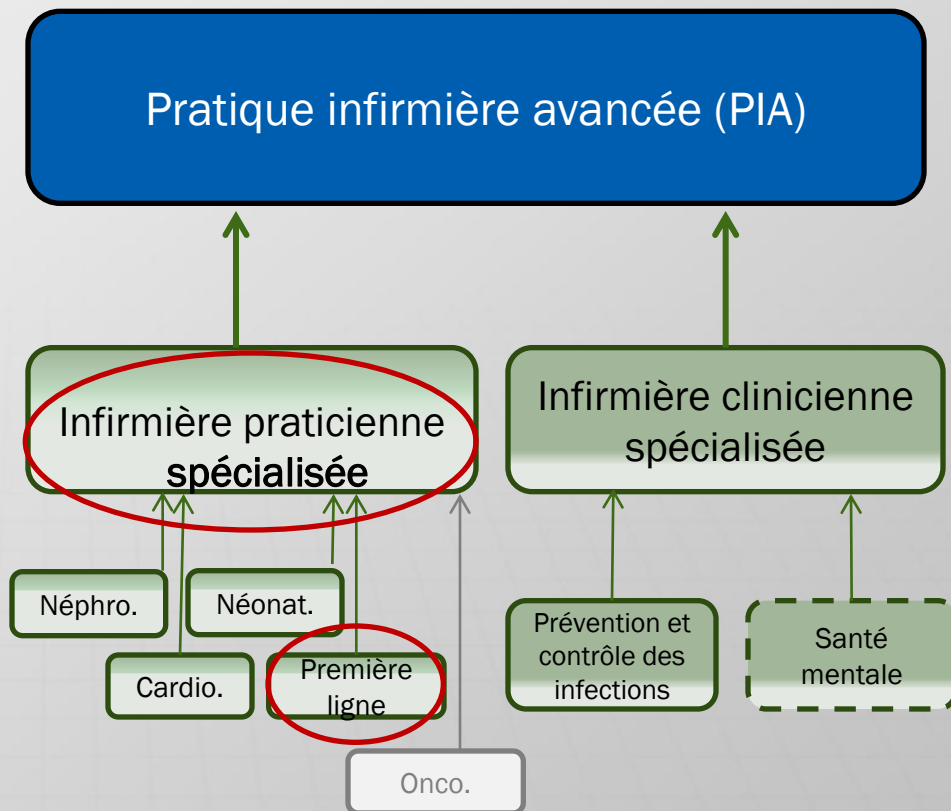 Pratique infirmière avancée (PIA)
Infirmière praticienne
spécialisée
Infirmière clinicienne
spécialisée
Néphro.
Néonat.
Cardio.
Première
ligne
Prévention et
contrôle des
infections
Santé
mentale
Onco.